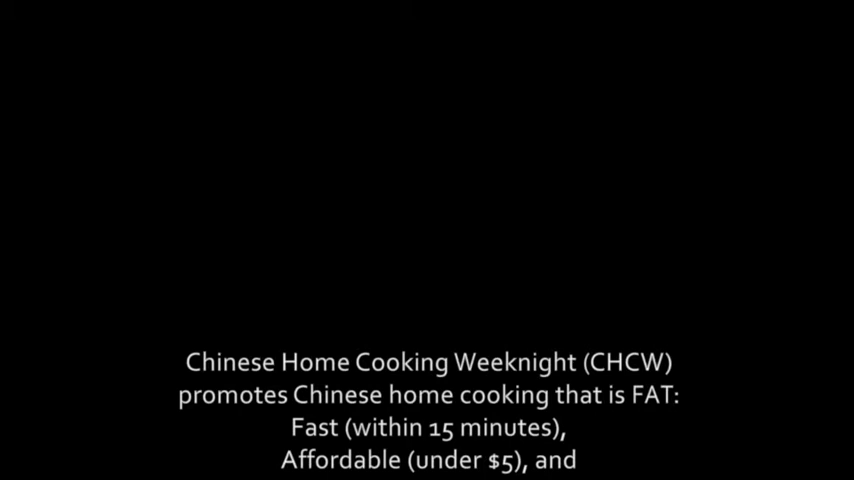 Chinese Home Cooking Weeknight (CHCW)
promotes Chinese home cooking that is FAT:
Fast (within 15 minutes),
Affordable (under $5), and